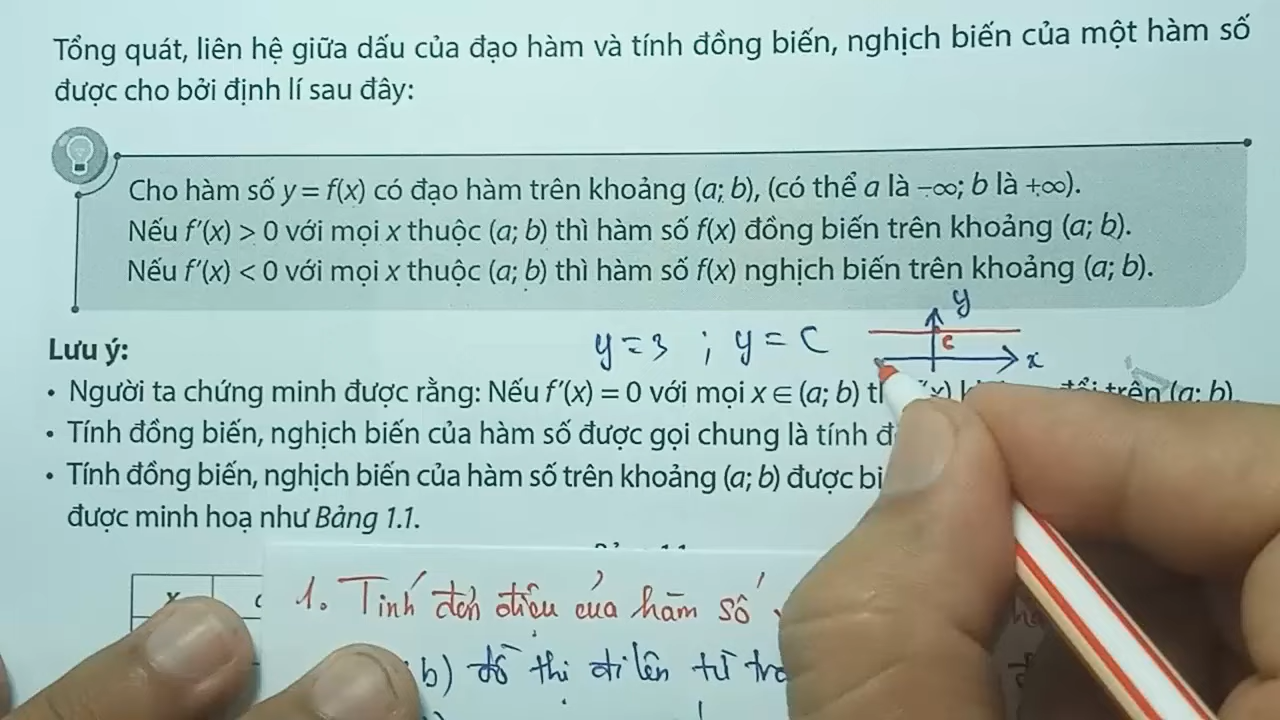 Tổng quát, liên hệ giữa dấu của đạo hàm và tính đồng biến, nghịch biến của một hàm số
được cho bởi định lí sau đây:
Cho hàm số y = f(x) có đạo hàm trên khoảng (a; b), (có thể a là −∞; b là +∞).
Nếu f′(x) > 0 với mọi x thuộc (a; b) thì hàm số f(x) đồng biến trên khoảng (a; b).
Nếu f′(x) < 0 với mọi x thuộc (a; b) thì hàm số f(x) nghịch biến trên khoảng (a; b).
y
Lưu ý:
y = 3 ; y = C
c
x
• Người ta chứng minh được rằng: Nếu f′(x) = 0 với mọi x ∈ (a; b) trên (a; b).
• Tính đồng biến, nghịch biến của hàm số được gọi chung là tính
• Tính đồng biến, nghịch biến của hàm số trên khoảng (a; b) được
được minh hoạ như Bảng 1.1.
x
1. Tính đơn điệu của hàm số
b) đồ thị đi lên từ